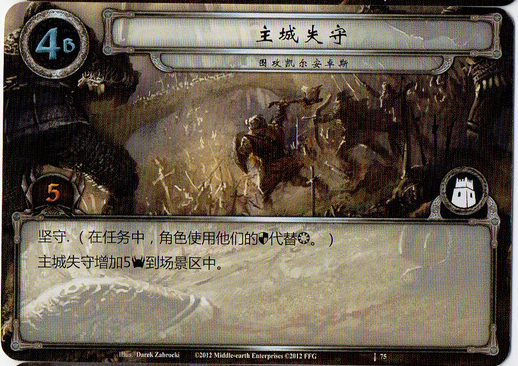 4B
主城失守
围攻凯尔安卓斯
5
坚守.（在任务中，角色使用他们的代替。）
主城失守增加5到场景区中。
Illus. Darek Zabrocki ©2012 Middle-earth Enterprises ©2012 FFG 75